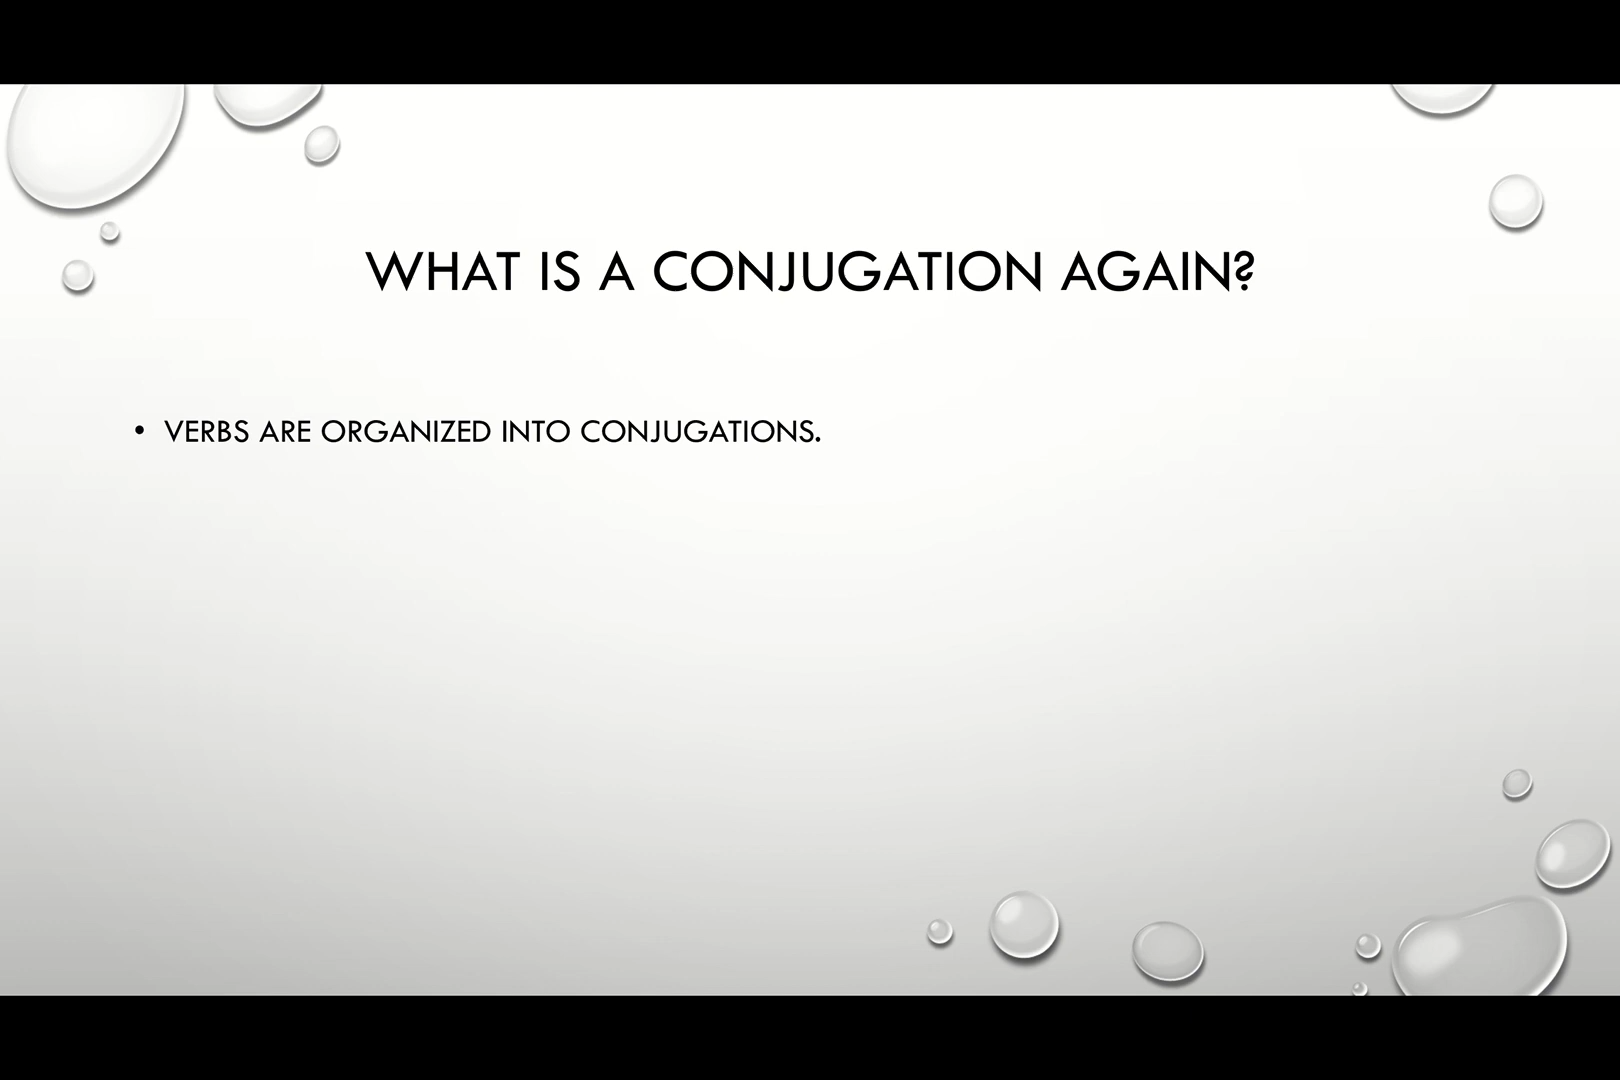 WHAT IS A CONJUGATION AGAIN?
• VERBS ARE ORGANIZED INTO CONJUGATIONS.